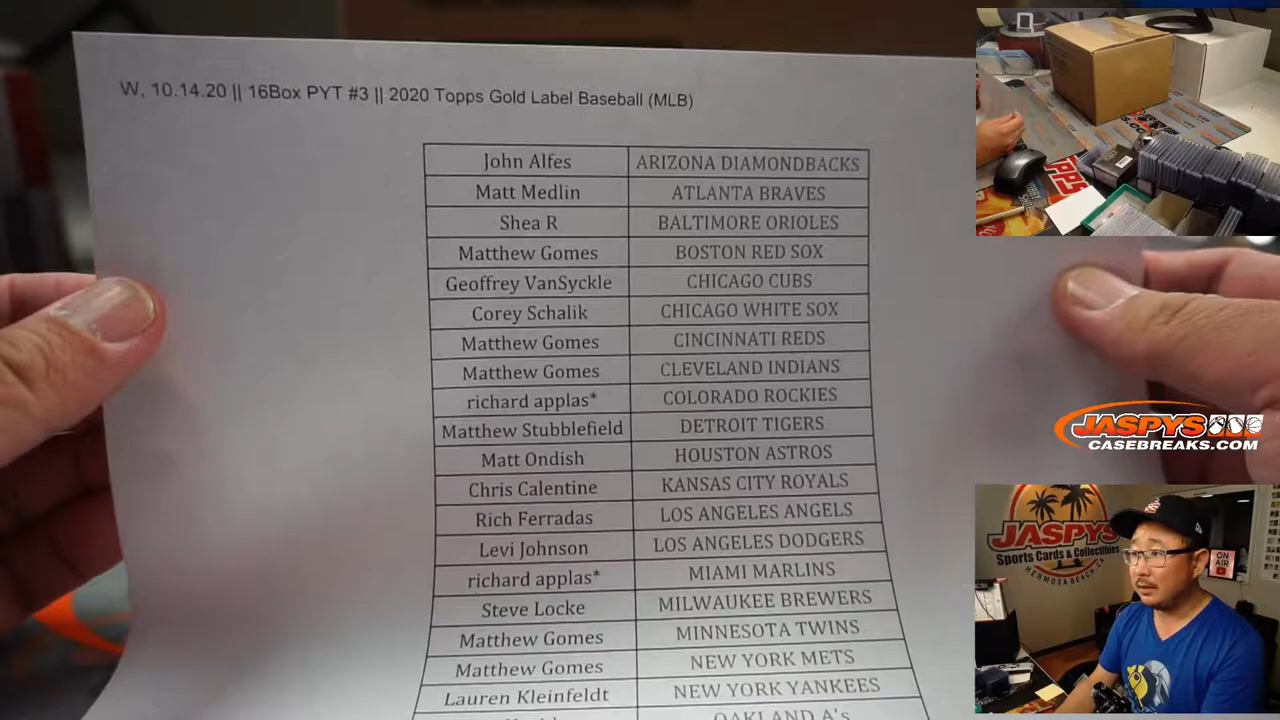 W, 10.14.20 || 16Box PYT #3 || 2020 Topps Gold Label Baseball (MLB)
John Alfes ARIZONA DIAMONDBACKS
Matt Medlin ATLANTA BRAVES
Shea R BALTIMORE ORIOLES
Matthew Gomes BOSTON RED SOX
Geoffrey VanSyckle CHICAGO CUBS
Corey Schalik CHICAGO WHITE SOX
Matthew Gomes CINCINNATI REDS
Matthew Gomes CLEVELAND INDIANS
richard applas* COLORADO ROCKIES
Matthew Stubblefield DETROIT TIGERS
Matt Ondish HOUSTON ASTROS
Chris Calentine KANSAS CITY ROYALS
Rich Ferradas LOS ANGELES ANGELS
Levi Johnson LOS ANGELES DODGERS
richard applas* MIAMI MARLINS
Steve Locke MILWAUKEE BREWERS
Matthew Gomes MINNESOTA TWINS
Matthew Gomes NEW YORK METS
Lauren Kleinfeldt NEW YORK YANKEES
OAKLAND A's
JASPYS
CASEBREAKS.COM
JASPYS
Sports Cards & Collectibles
HERMOSA BEACH, CA
ON
AIR